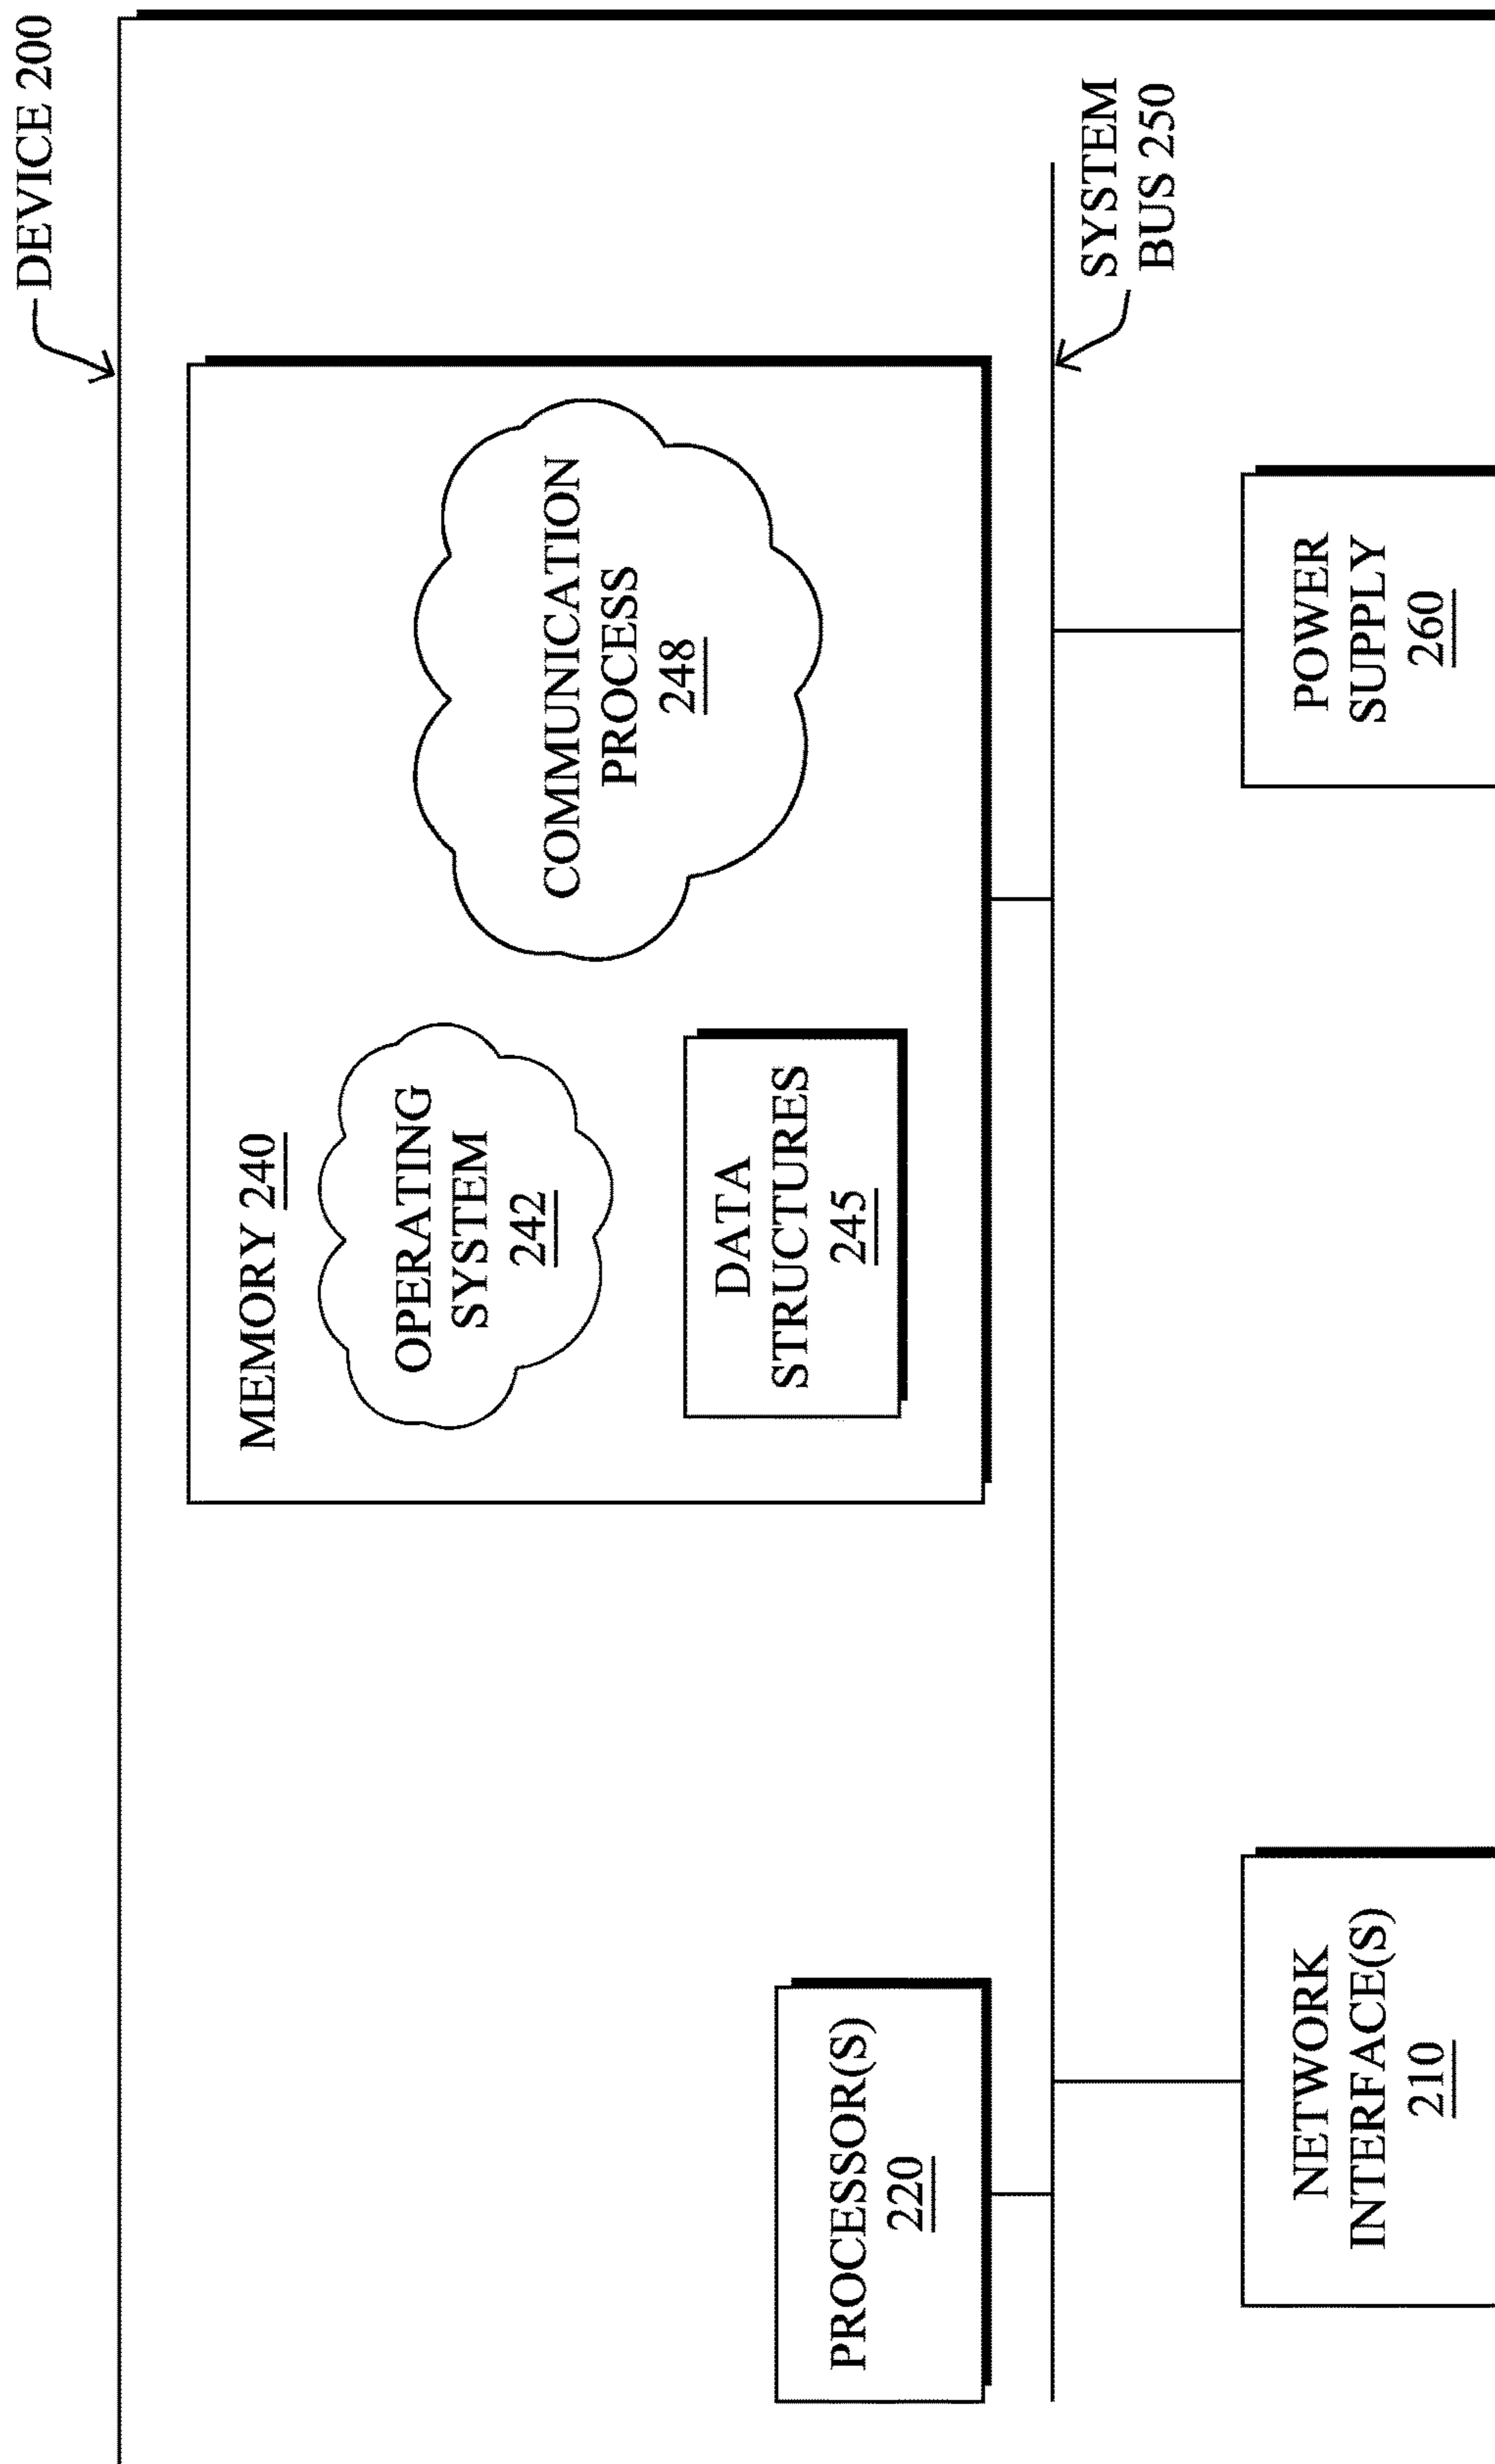 DEVICE 200
MEMORY 240
OPERATING
SYSTEM
242
DATA
STRUCTURES
245
COMMUNICATION
PROCESS
248
PROCESSOR(S)
220
SYSTEM
BUS 250
NETWORK
INTERFACE(S)
210
POWER
SUPPLY
260